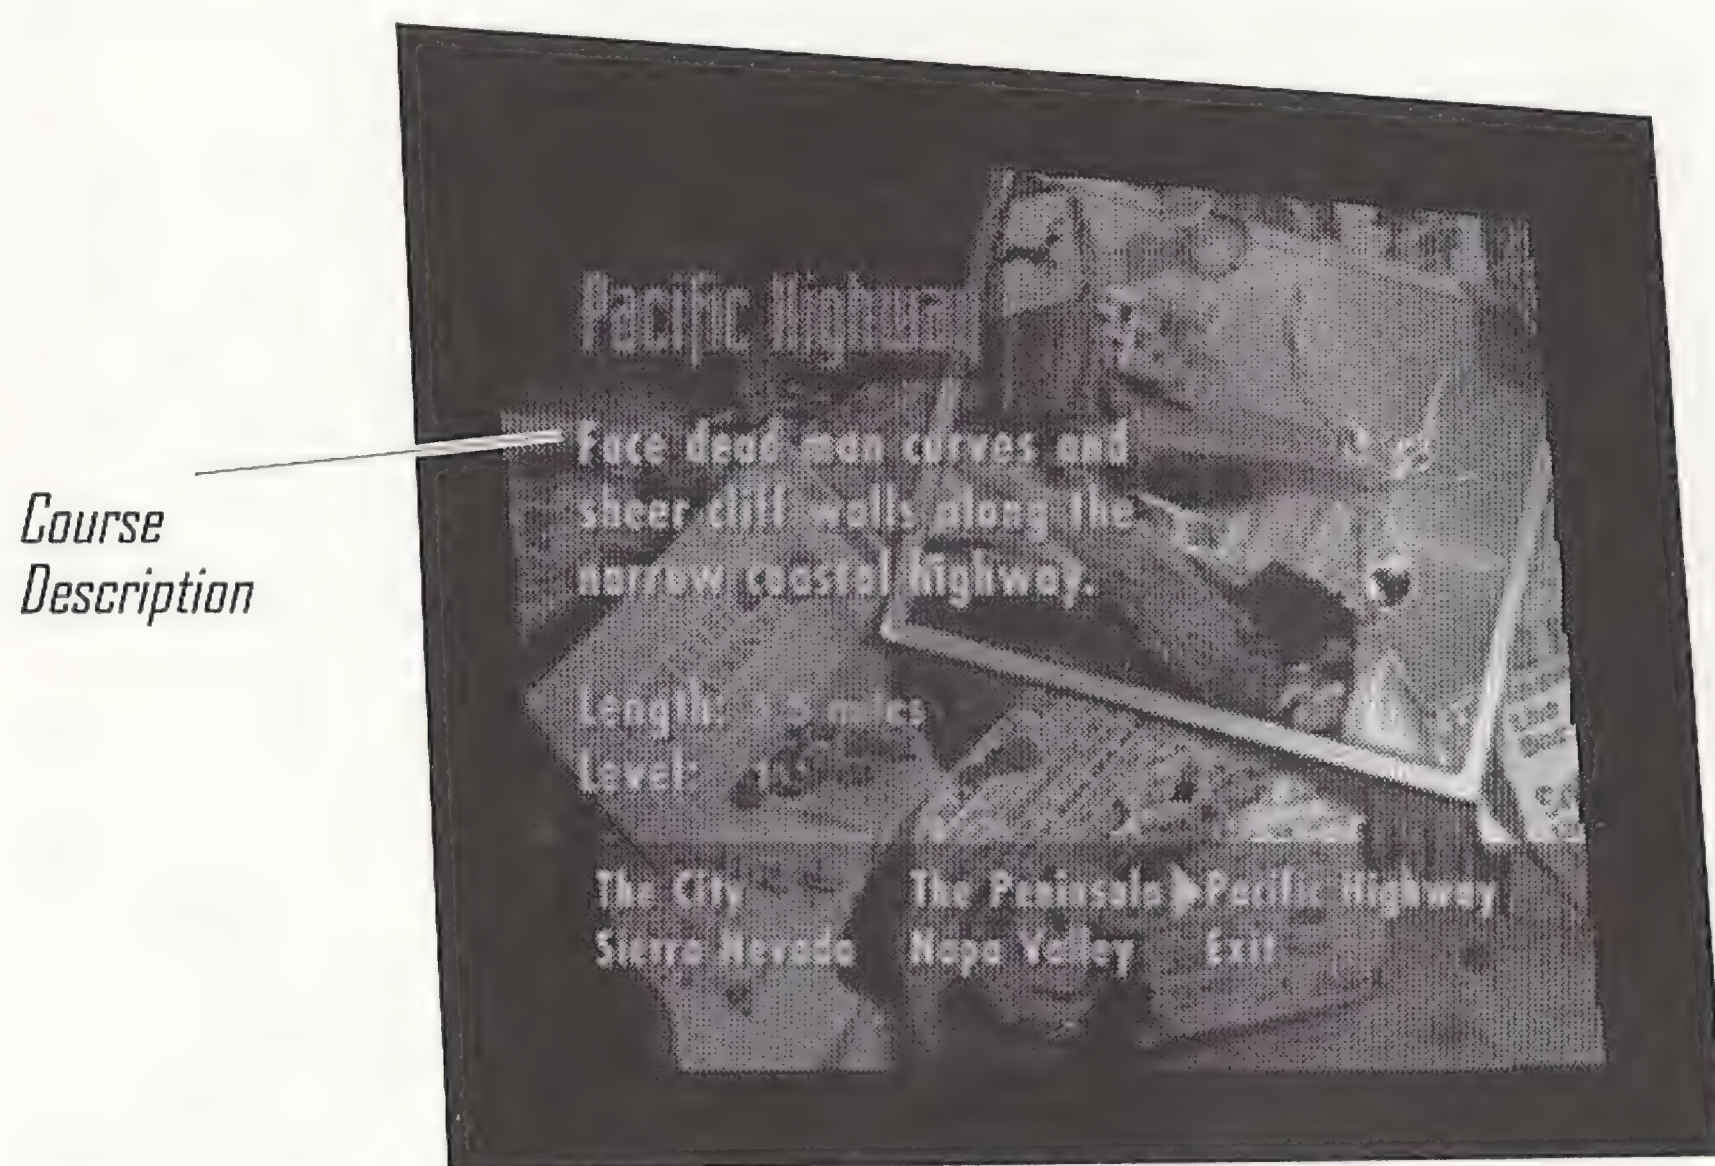 Course
Description
Pacific Highway
Face dead man curves and
sheer cliff walls along the
narrow coastal highway.
Length: miles
Level:
The City The Peninsula Pacific Highway
Sierra Nevada Napa Valley Exit